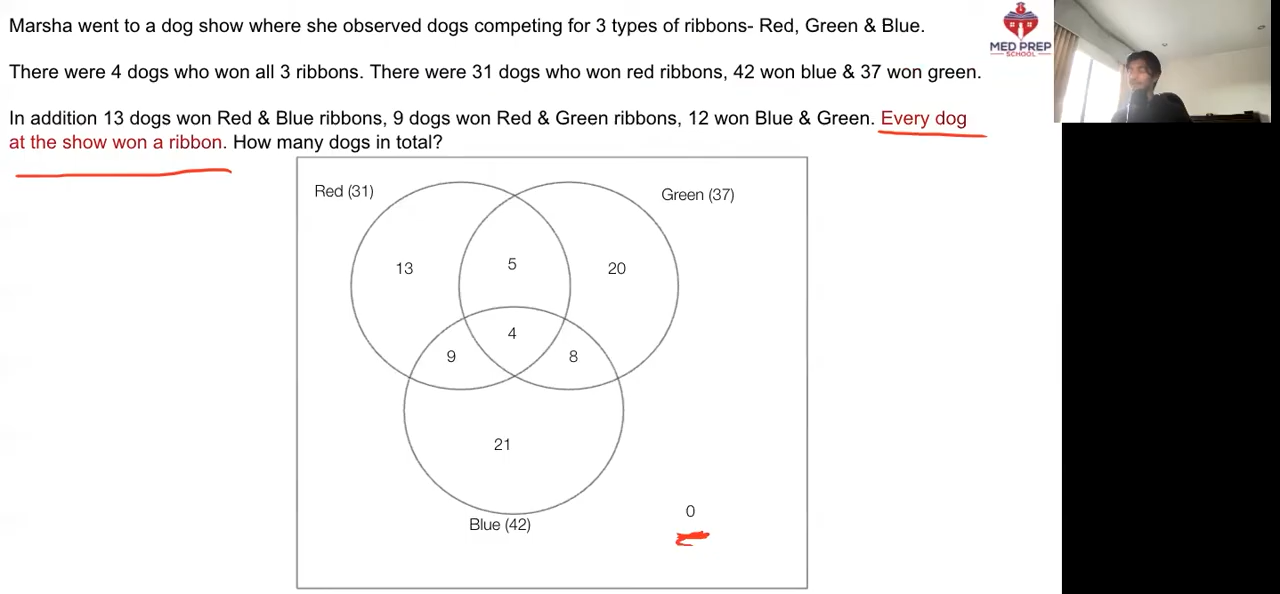 Marsha went to a dog show where she observed dogs competing for 3 types of ribbons- Red, Green & Blue.
MED PREP
SCHOOL
There were 4 dogs who won all 3 ribbons. There were 31 dogs who won red ribbons, 42 won blue & 37 won green.
In addition 13 dogs won Red & Blue ribbons, 9 dogs won Red & Green ribbons, 12 won Blue & Green. Every dog
at the show won a ribbon. How many dogs in total?
Red (31)
Green (37)
13
5
20
4
9
8
21
0
Blue (42)